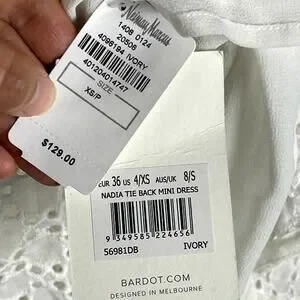 Neiman Marcus
1408 0124
20508
4098194 IVORY
401204014747
SIZE
XS/P
$129.00
EUR 36 US 4/XS AUS/UK 8/S
NADIA TIE BACK MINI DRESS
9 349585 224656
56981DB IVORY
BARDOT.COM
DESIGNED IN MELBOURNE